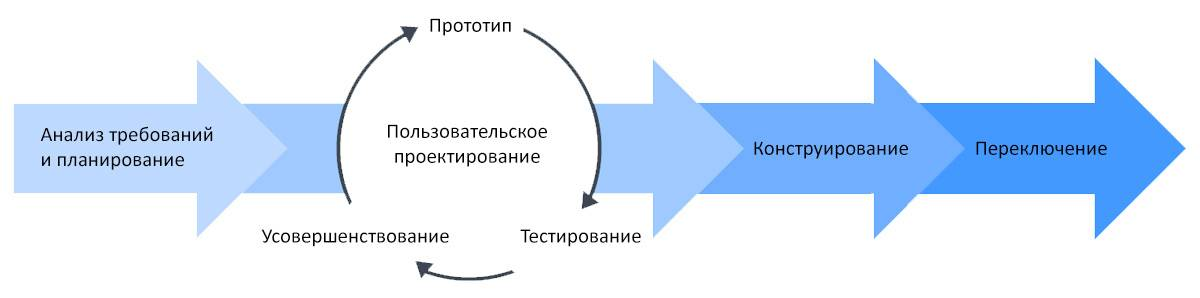 Прототип
Анализ требований
и планирование
Пользовательское
проектирование
Конструирование
Переключение
Усовершенствование
Тестирование